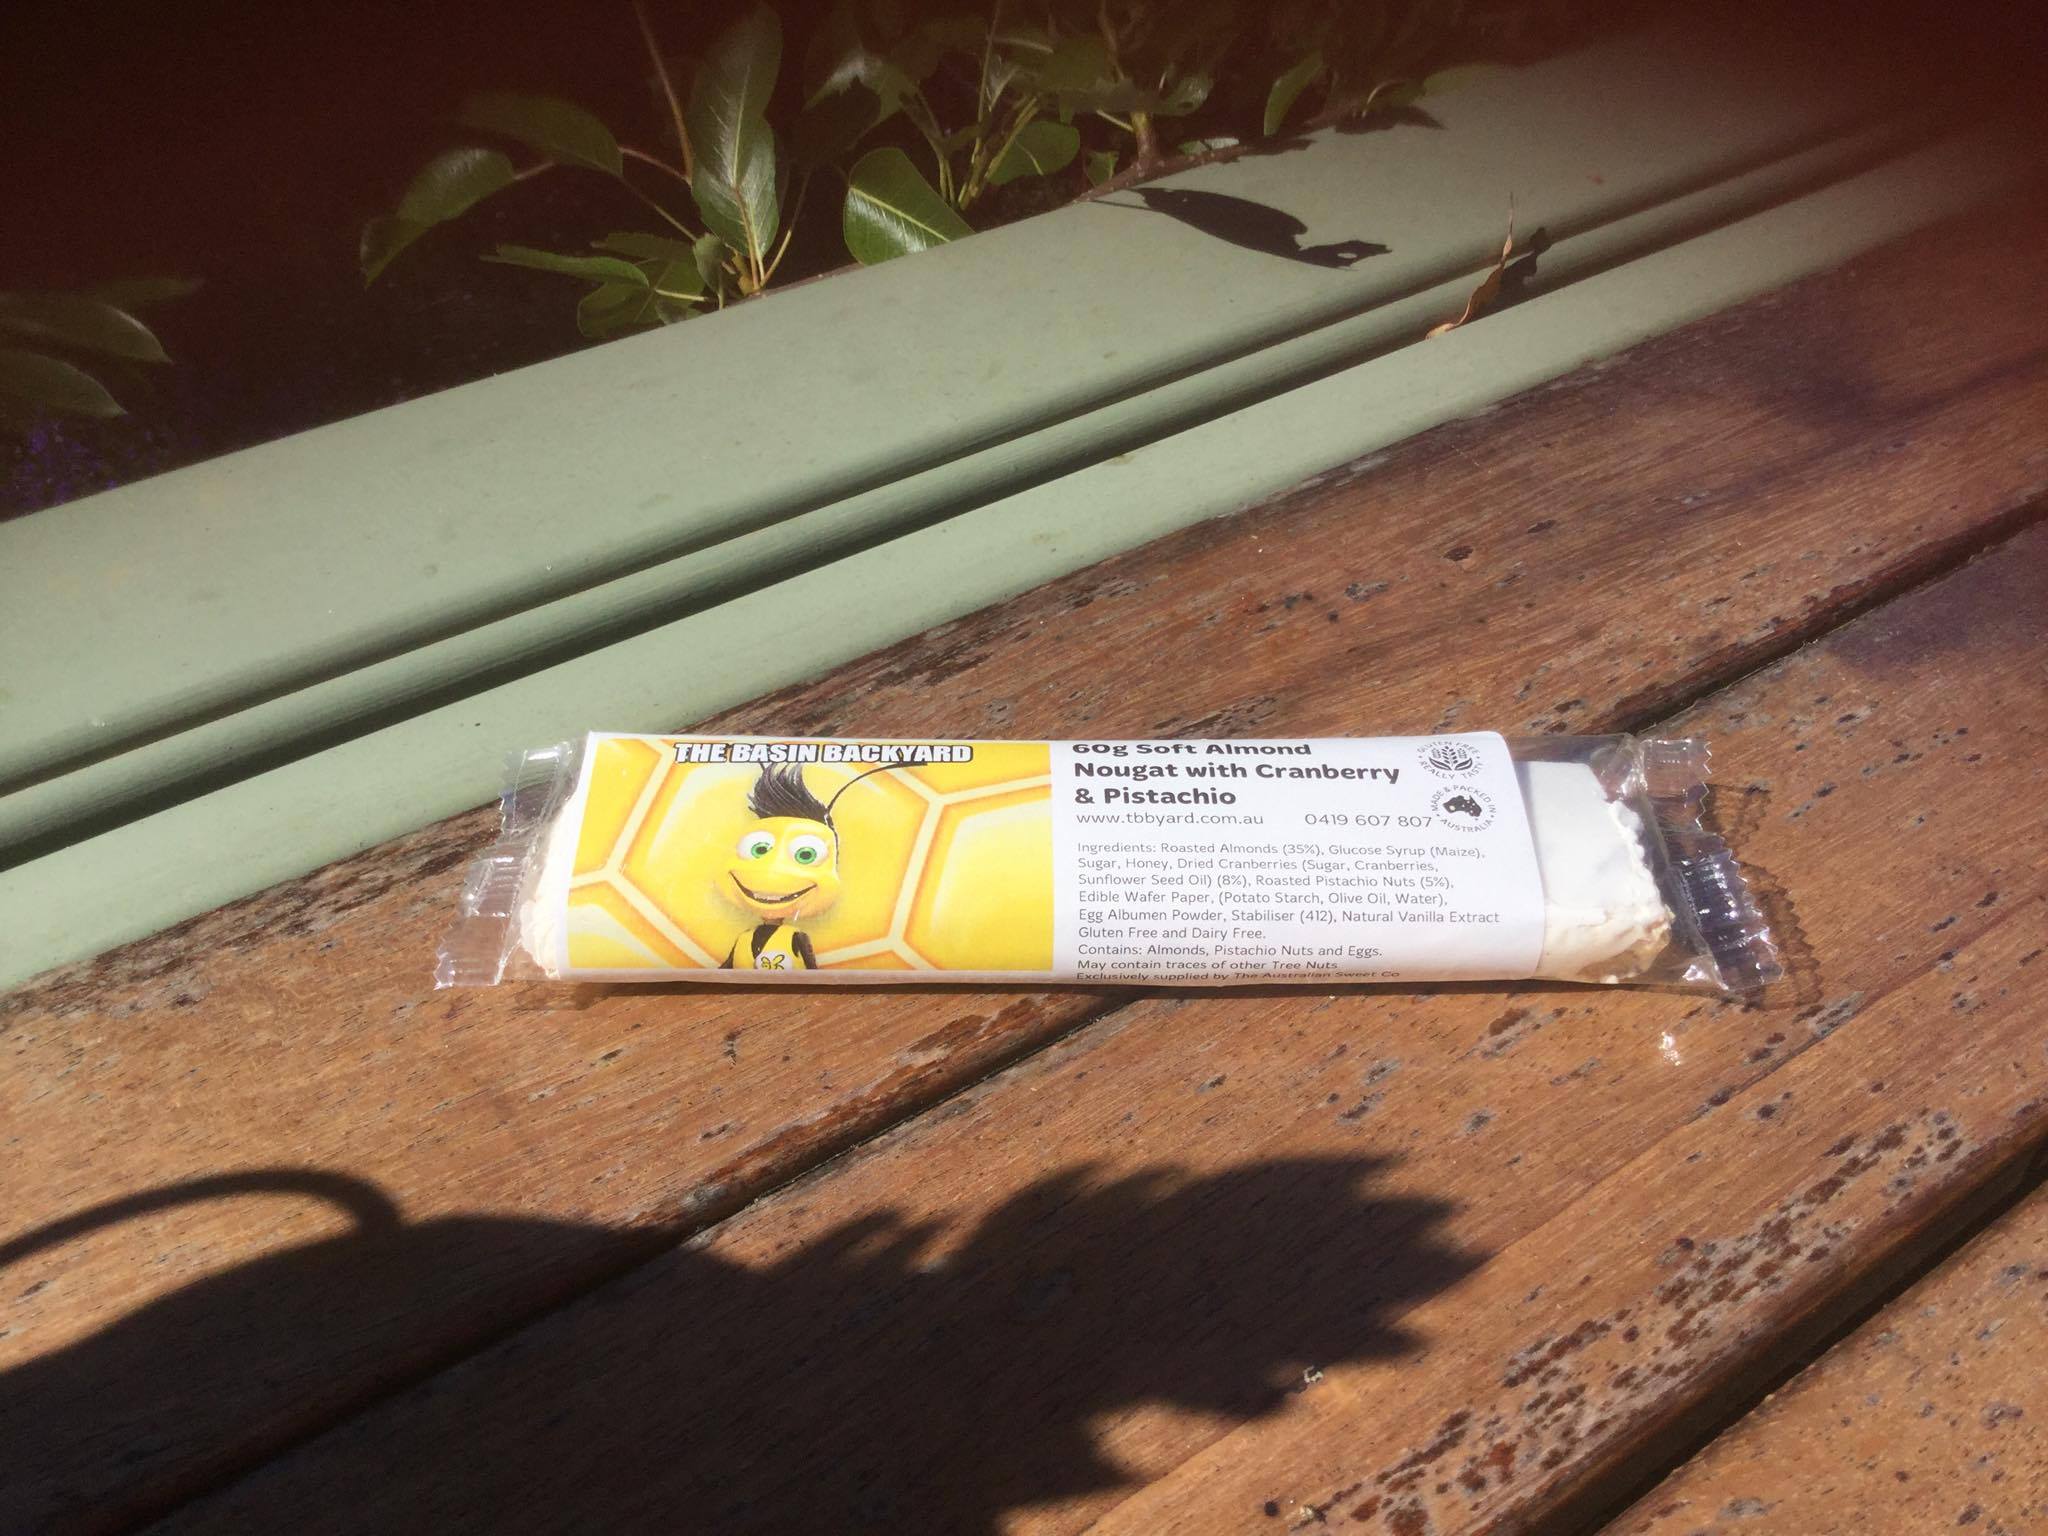 THE BASIN BACKYARD
60g Soft Almond
Nougat with Cranberry
& Pistachio
www.tbbyard.com.au 0419 607 807
GLUTEN FREE
REALLY TASTY
MADE & PACKED IN
AUSTRALIA
Ingredients: Roasted Almonds (35%), Glucose Syrup (Maize),
Sugar, Honey, Dried Cranberries (Sugar, Cranberries,
Sunflower Seed Oil) (8%), Roasted Pistachio Nuts (5%),
Edible Wafer Paper, (Potato Starch, Olive Oil, Water),
Egg Albumen Powder, Stabiliser (412), Natural Vanilla Extract
Gluten Free and Dairy Free.
Contains: Almonds, Pistachio Nuts and Eggs.
May contain traces of other Tree Nuts
Exclusively supplied by The Australian Sweet Co